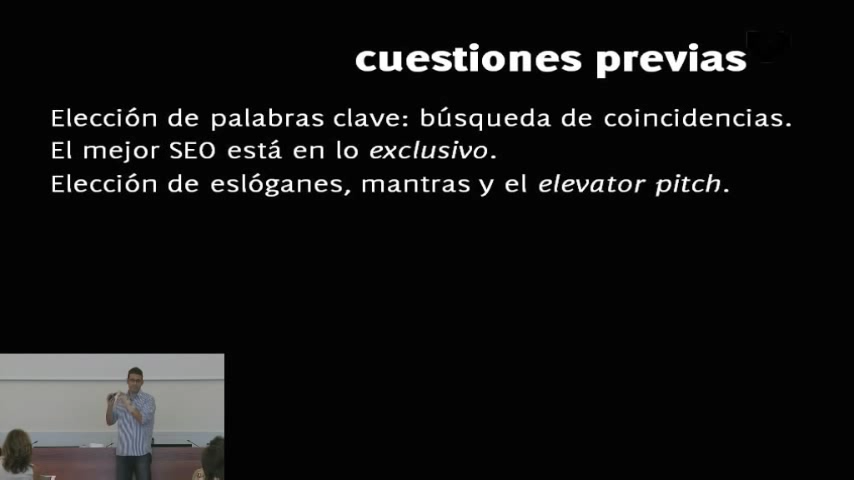 cuestiones previas
Elección de palabras clave: búsqueda de coincidencias.
El mejor SEO está en lo exclusivo.
Elección de eslóganes, mantras y el elevator pitch.